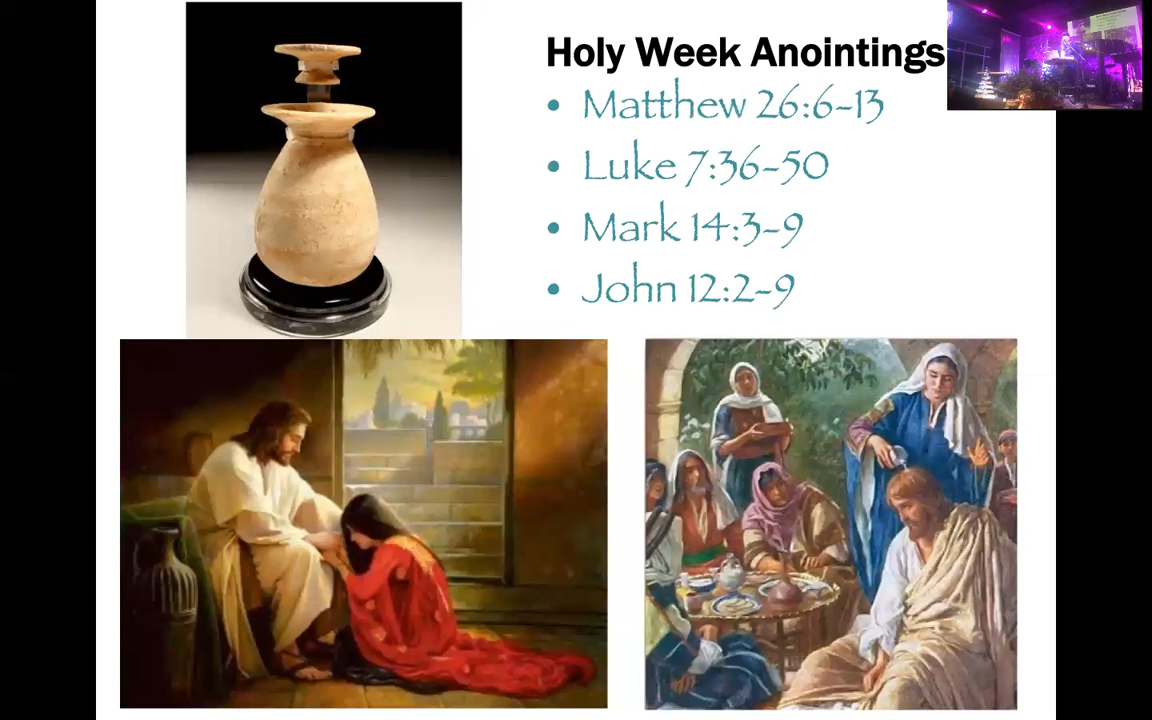 Holy Week Anointings
• Matthew 26:6-13
• Luke 7:36-50
• Mark 14:3-9
• John 12:2-9